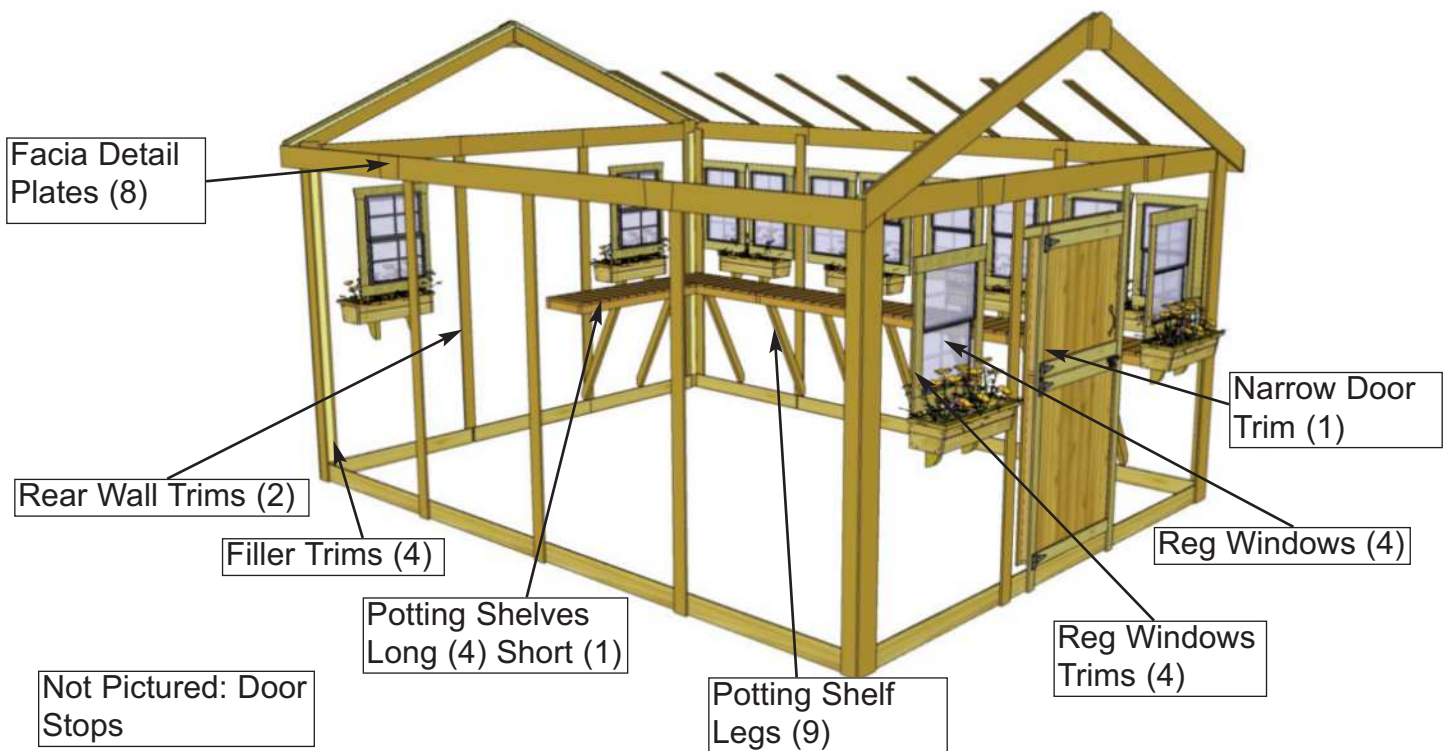 Facia Detail
Plates (8)
Rear Wall Trims (2)
Filler Trims (4)
Potting Shelves
Long (4) Short (1)
Not Pictured: Door
Stops
Potting Shelf
Legs (9)
Reg Windows
Trims (4)
Reg Windows (4)
Narrow Door
Trim (1)